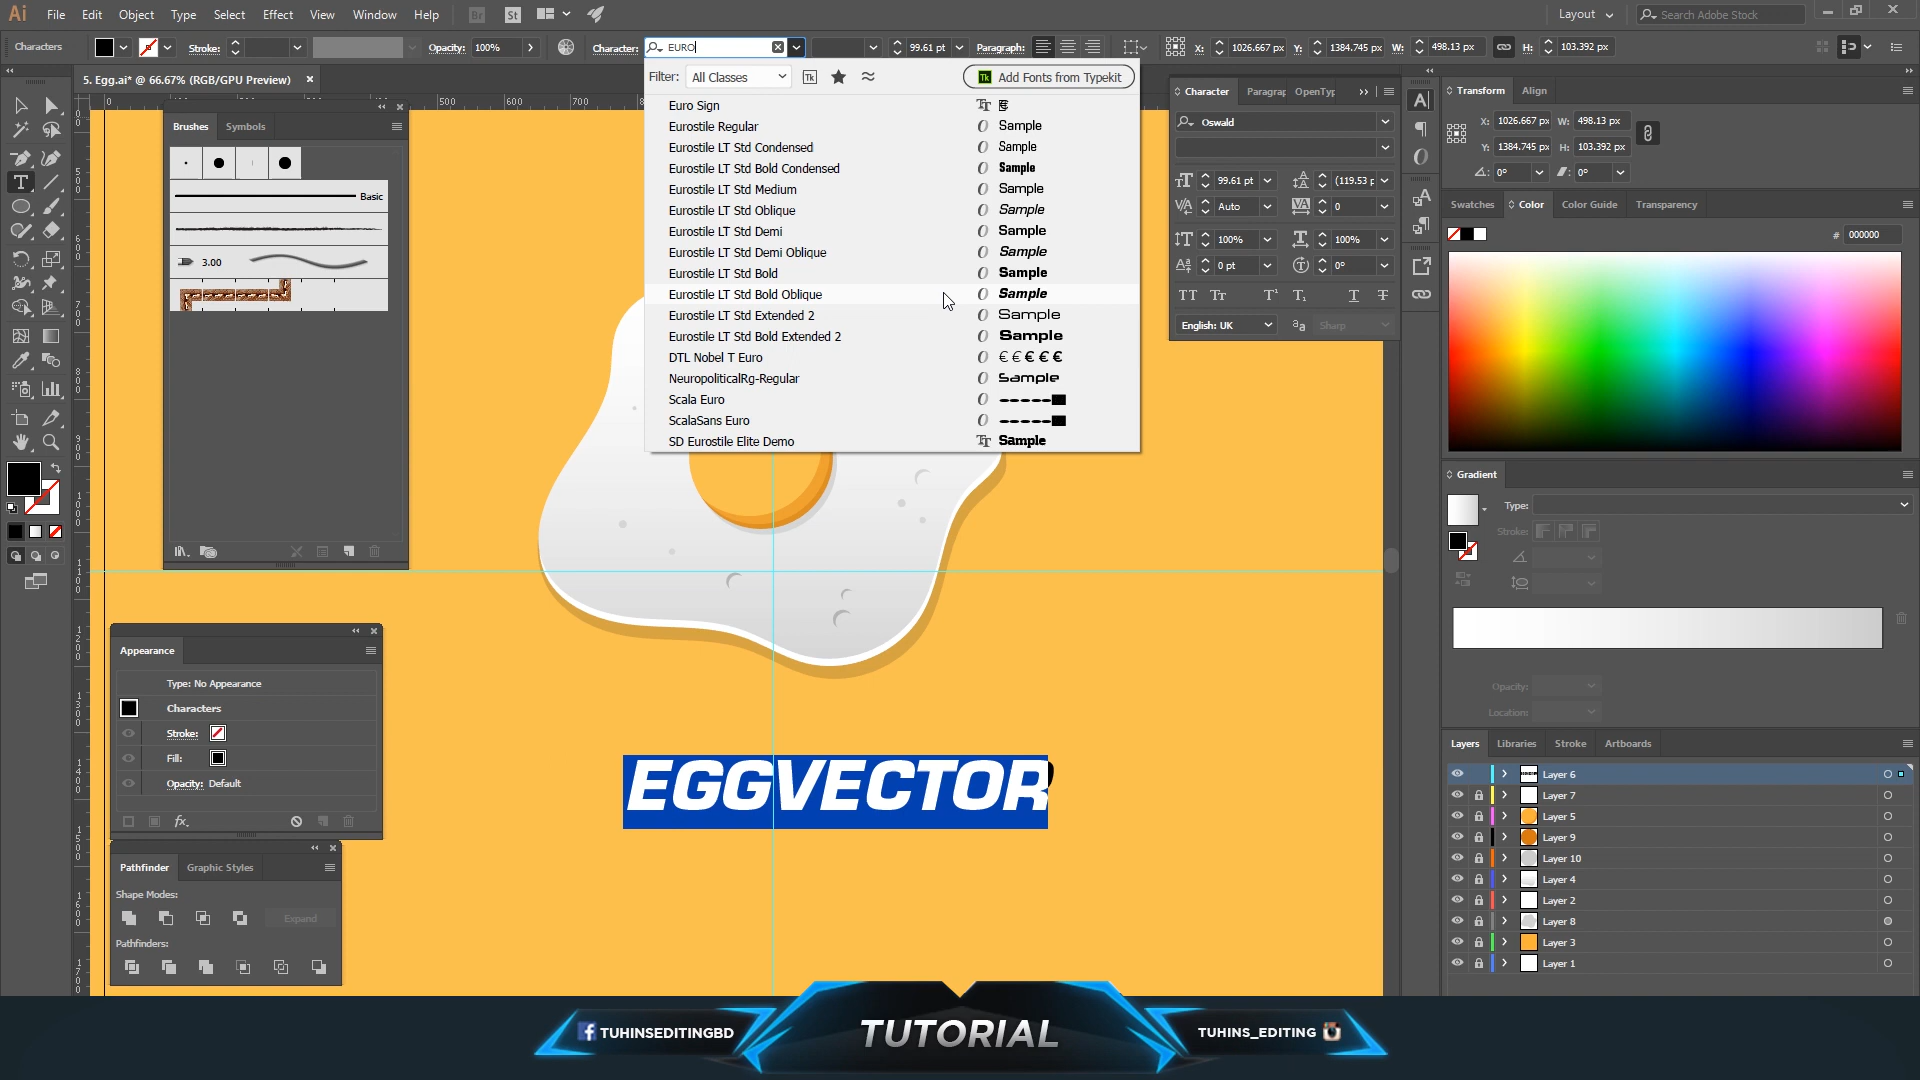 Ai File Edit Object Type Select Effect View Window Help Br St Layout Search Adobe Stock
Characters Stroke: Opacity: 100% Character: EURO 99.61 pt Paragraph: X: 1026.667 px Y: 1384.745 px W: 498.13 px H: 103.392 px
5. Egg.ai* @ 66.67% (RGB/GPU Preview)
Filter: All Classes Tk Add Fonts from Typekit
Euro Sign €
Eurostile Regular Sample
Eurostile LT Std Condensed Sample
Eurostile LT Std Bold Condensed Sample
Eurostile LT Std Medium Sample
Eurostile LT Std Oblique Sample
Eurostile LT Std Demi Sample
Eurostile LT Std Demi Oblique Sample
Eurostile LT Std Bold Sample
Eurostile LT Std Bold Oblique Sample
Eurostile LT Std Extended 2 Sample
Eurostile LT Std Bold Extended 2 Sample
DTL Nobel T Euro € € € € €
NeuropoliticalRg-Regular Sample
Scala Euro
ScalaSans Euro
SD Eurostile Elite Demo Sample
Brushes Symbols
Basic
3.00
Appearance
Type: No Appearance
Characters
Stroke:
Fill:
Opacity: Default
fx.
Pathfinder Graphic Styles
Shape Modes:
Expand
Pathfinders:
EGGVECTOR
Character Paragrap OpenTyp
Oswald
99.61 pt (119.53 p
Auto 0
100% 100%
0 pt 0°
English: UK Sharp
Transform Align
X: 1026.667 px W: 498.13 px
Y: 1384.745 px H: 103.392 px
0° 0°
Swatches Color Color Guide Transparency
# 000000
Gradient
Type:
Stroke:
Opacity:
Location:
Layers Libraries Stroke Artboards
Layer 6
Layer 7
Layer 5
Layer 9
Layer 10
Layer 4
Layer 2
Layer 8
Layer 3
Layer 1
TUHINSEDITINGBD
TUTORIAL
TUHINS_EDITING